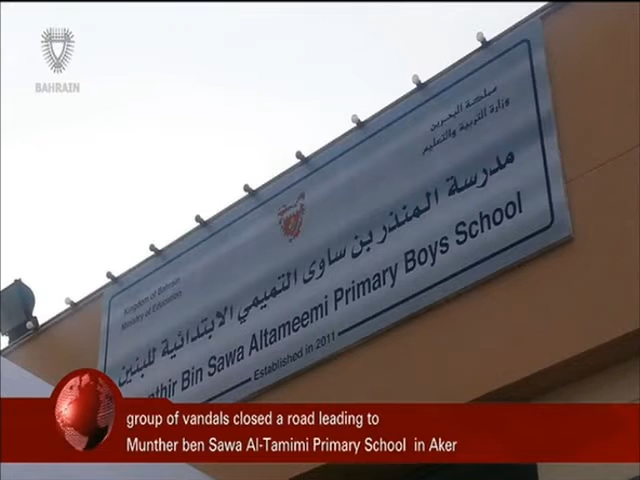 BAHRAIN
مملكة البحرين
وزارة التربية والتعليم
Kingdom of Bahrain
Ministry of Education
مدرسة المنذر بن ساوى التميمي الابتدائية للبنين
Bin Sawa Altameemi Primary Boys School
Established in 2011
group of vandals closed a road leading to
Munther ben Sawa Al-Tamimi Primary School in Aker